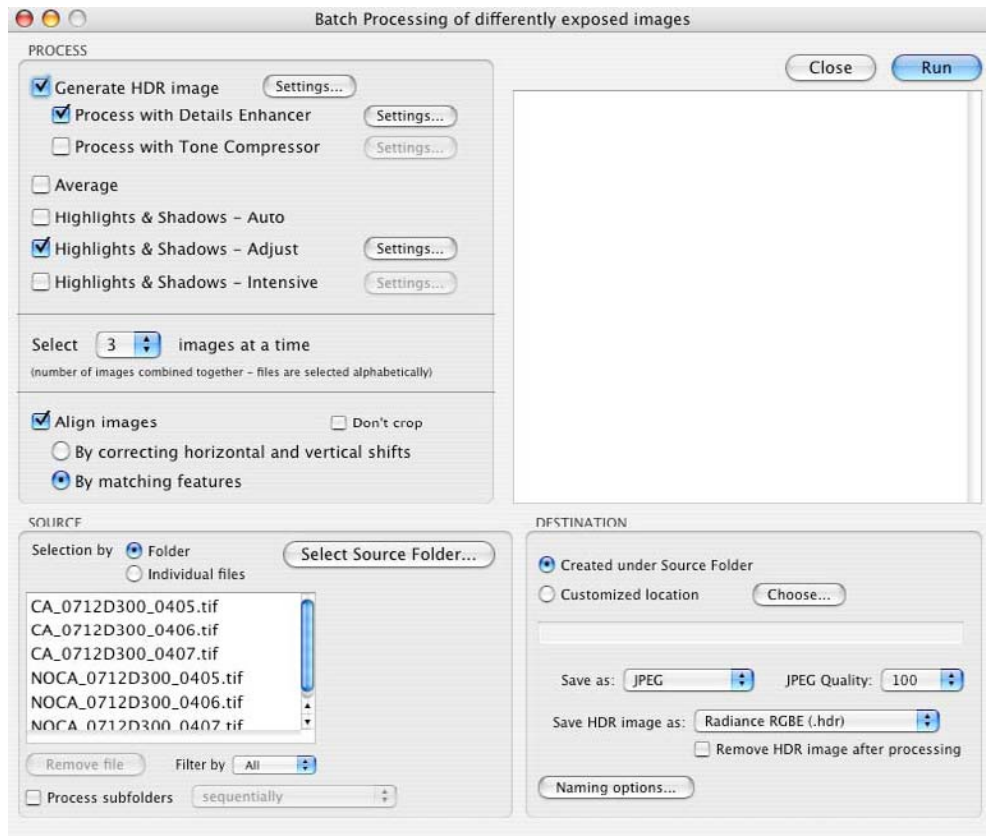 Batch Processing of differently exposed images
PROCESS
Close
Run
Generate HDR image
Settings...
Process with Details Enhancer
Settings...
Process with Tone Compressor
Settings...
Average
Highlights & Shadows - Auto
Highlights & Shadows - Adjust
Settings...
Highlights & Shadows - Intensive
Settings...
Select 3 images at a time
(number of images combined together - files are selected alphabetically)
Align images
Don't crop
By correcting horizontal and vertical shifts
By matching features
SOURCE
Selection by
Folder
Select Source Folder...
Individual files
CA_0712D300_0405.tif
CA_0712D300_0406.tif
CA_0712D300_0407.tif
NOCA_0712D300_0405.tif
NOCA_0712D300_0406.tif
NOCA_0712D300_0407.tif
Remove file
Filter by All
Process subfolders
sequentially
DESTINATION
Created under Source Folder
Customized location
Choose...
Save as: JPEG
JPEG Quality: 100
Save HDR image as: Radiance RGBE (.hdr)
Remove HDR image after processing
Naming options...